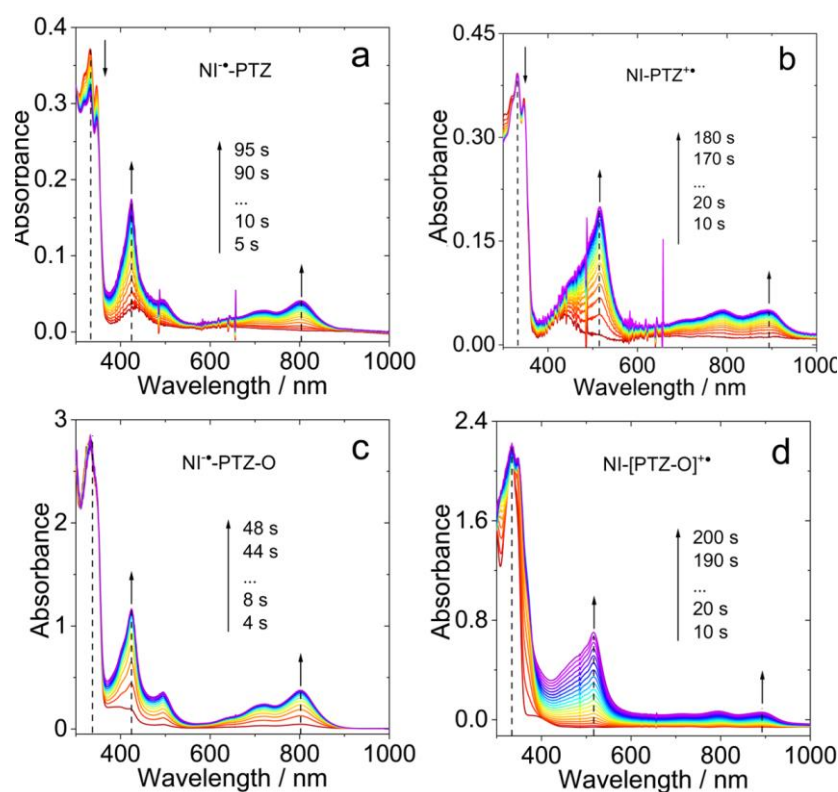 a
NI⁻•-PTZ
95 s
90 s
...
10 s
5 s
0.4
0.3
0.2
0.1
0.0
Absorbance
400 600 800 1000
Wavelength / nm
b
NI-PTZ⁺•
180 s
170 s
...
20 s
10 s
0.45
0.30
0.15
0.00
Absorbance
400 600 800 1000
Wavelength / nm
c
NI⁻•-PTZ-O
48 s
44 s
...
8 s
4 s
3
2
1
0
Absorbance
400 600 800 1000
Wavelength / nm
d
NI-[PTZ-O]⁺•
200 s
190 s
...
20 s
10 s
2.4
1.6
0.8
0.0
Absorbance
400 600 800 1000
Wavelength / nm